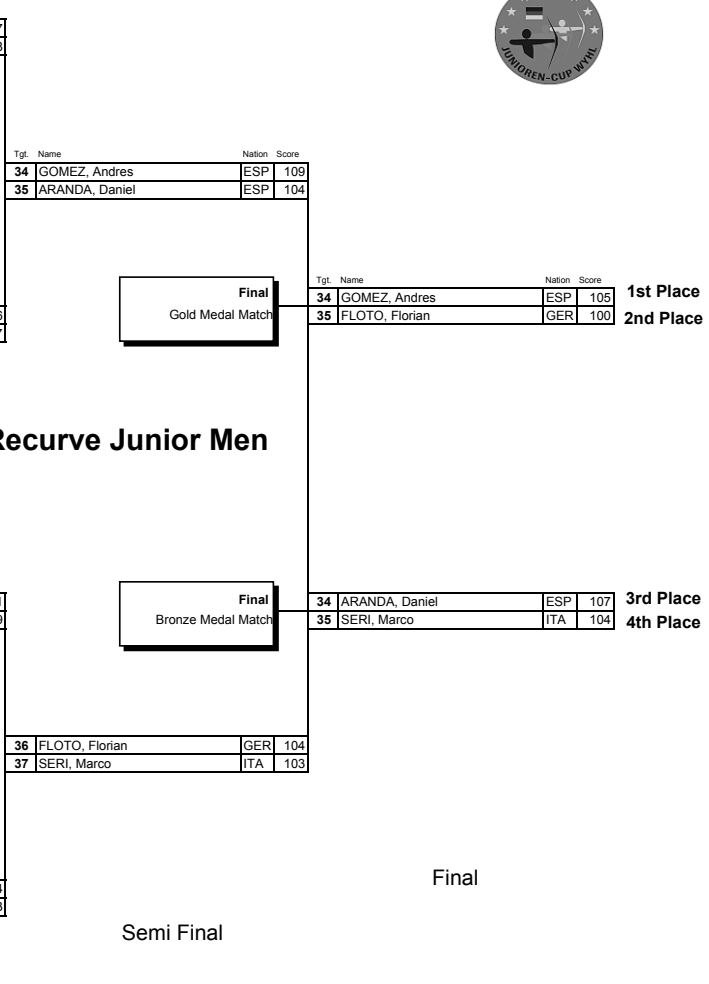 JUNIOREN-CUP WYHL
Tgt. Name Nation Score
34 GOMEZ, Andres ESP 109
35 ARANDA, Daniel ESP 104
Final
Gold Medal Match
Tgt. Name Nation Score
34 GOMEZ, Andres ESP 105 1st Place
35 FLOTO, Florian GER 100 2nd Place
Recurve Junior Men
Final
Bronze Medal Match
34 ARANDA, Daniel ESP 107 3rd Place
35 SERI, Marco ITA 104 4th Place
36 FLOTO, Florian GER 104
37 SERI, Marco ITA 103
Final
Semi Final